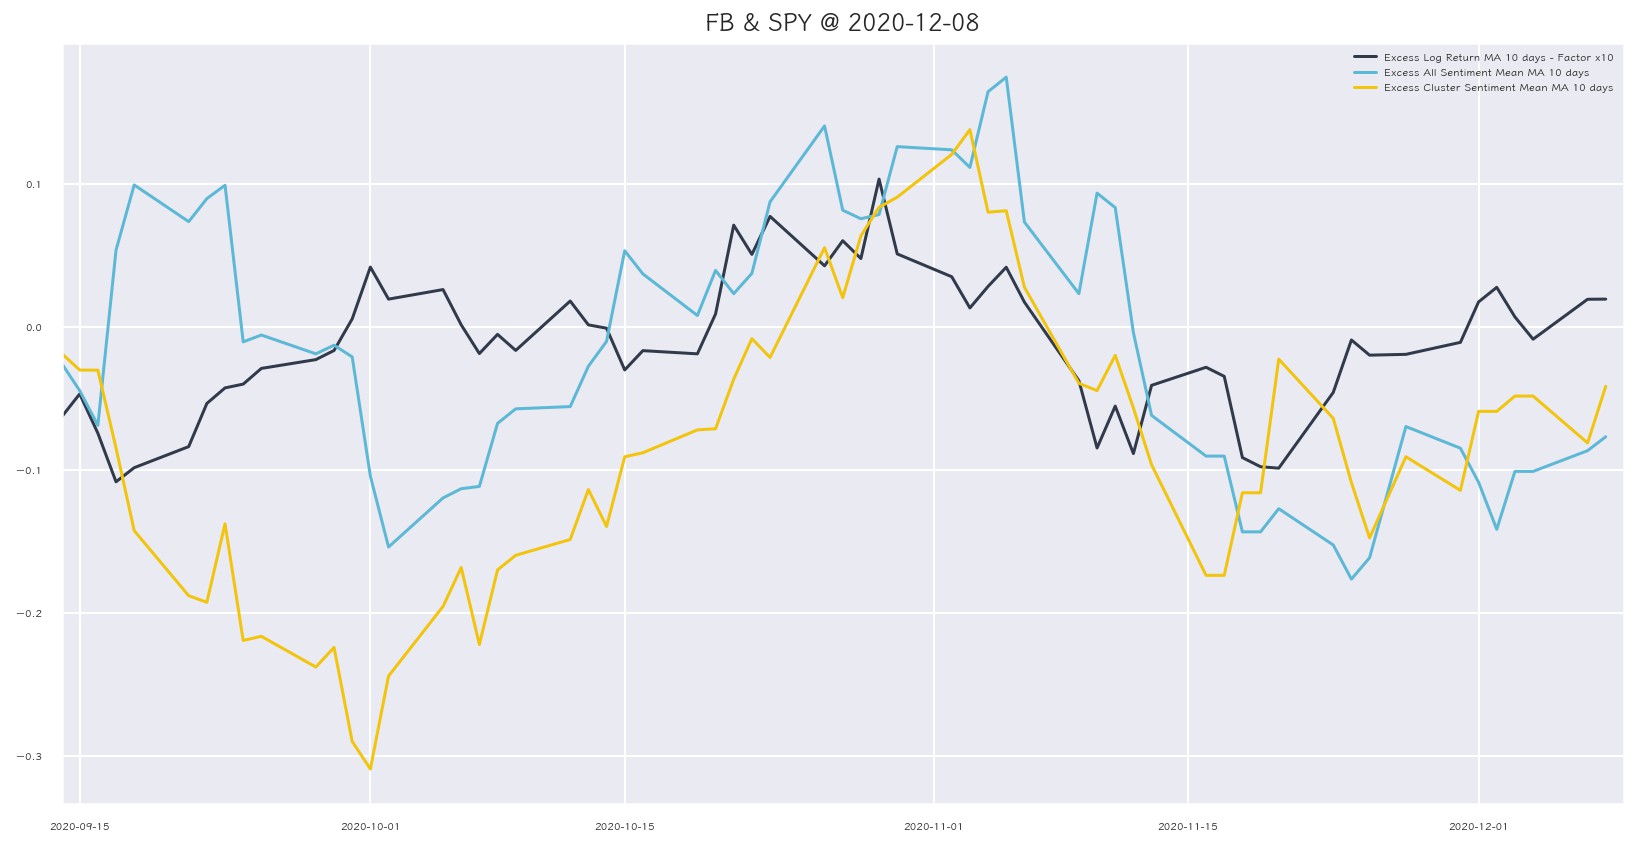 FB & SPY @ 2020-12-08
Excess Log Return MA 10 days - Factor x10
Excess All Sentiment Mean MA 10 days
Excess Cluster Sentiment Mean MA 10 days
0.1
0.0
−0.1
−0.2
−0.3
2020-09-15 2020-10-01 2020-10-15 2020-11-01 2020-11-15 2020-12-01